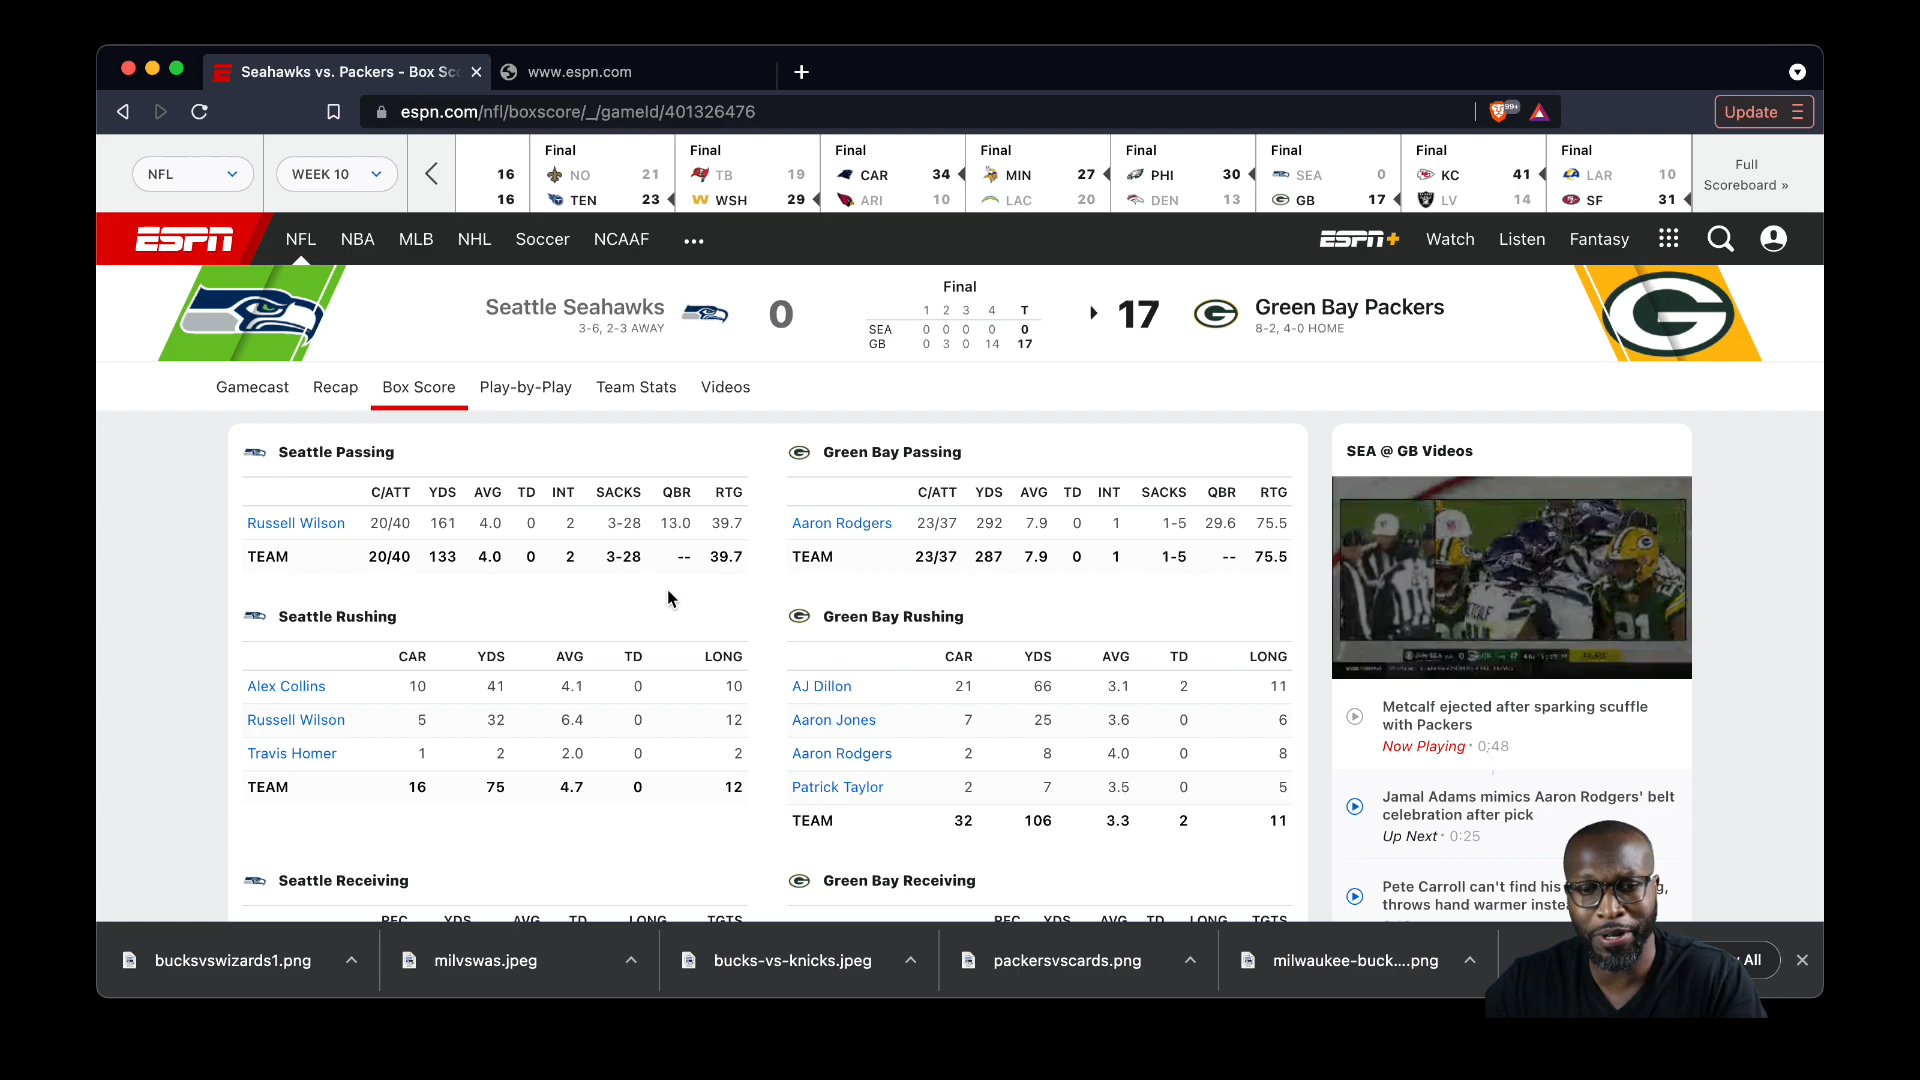 Seahawks vs. Packers - Box Sc
www.espn.com
espn.com/nfl/boxscore/_/gameId/401326476
99+
Update
NFL
WEEK 10
16
16
Final
NO 21
TEN 23
Final
TB 19
WSH 29
Final
CAR 34
ARI 10
Final
MIN 27
LAC 20
Final
PHI 30
DEN 13
Final
SEA 0
GB 17
Final
KC 41
LV 14
Final
LAR 10
SF 31
Full
Scoreboard »
ESPN
NFL NBA MLB NHL Soccer NCAAF
ESPN+ Watch Listen Fantasy
Seattle Seahawks
3-6, 2-3 AWAY
0
Final
1 2 3 4 T
SEA 0 0 0 0 0
GB 0 3 0 14 17
17
Green Bay Packers
8-2, 4-0 HOME
Gamecast Recap Box Score Play-by-Play Team Stats Videos
Seattle Passing
C/ATT YDS AVG TD INT SACKS QBR RTG
Russell Wilson 20/40 161 4.0 0 2 3-28 13.0 39.7
TEAM 20/40 133 4.0 0 2 3-28 -- 39.7
Green Bay Passing
C/ATT YDS AVG TD INT SACKS QBR RTG
Aaron Rodgers 23/37 292 7.9 0 1 1-5 29.6 75.5
TEAM 23/37 287 7.9 0 1 1-5 -- 75.5
Seattle Rushing
CAR YDS AVG TD LONG
Alex Collins 10 41 4.1 0 10
Russell Wilson 5 32 6.4 0 12
Travis Homer 1 2 2.0 0 2
TEAM 16 75 4.7 0 12
Green Bay Rushing
CAR YDS AVG TD LONG
AJ Dillon 21 66 3.1 2 11
Aaron Jones 7 25 3.6 0 6
Aaron Rodgers 2 8 4.0 0 8
Patrick Taylor 2 7 3.5 0 5
TEAM 32 106 3.3 2 11
Seattle Receiving
REC YDS AVG TD LONG TGTS
Green Bay Receiving
REC YDS AVG TD LONG TGTS
SEA @ GB Videos
Metcalf ejected after sparking scuffle
with Packers
Now Playing · 0:48
Jamal Adams mimics Aaron Rodgers' belt
celebration after pick
Up Next · 0:25
Pete Carroll can't find his
throws hand warmer
bucksvswizards1.png
milvswas.jpeg
bucks-vs-knicks.jpeg
packersvscards.png
milwaukee-buck....png
All